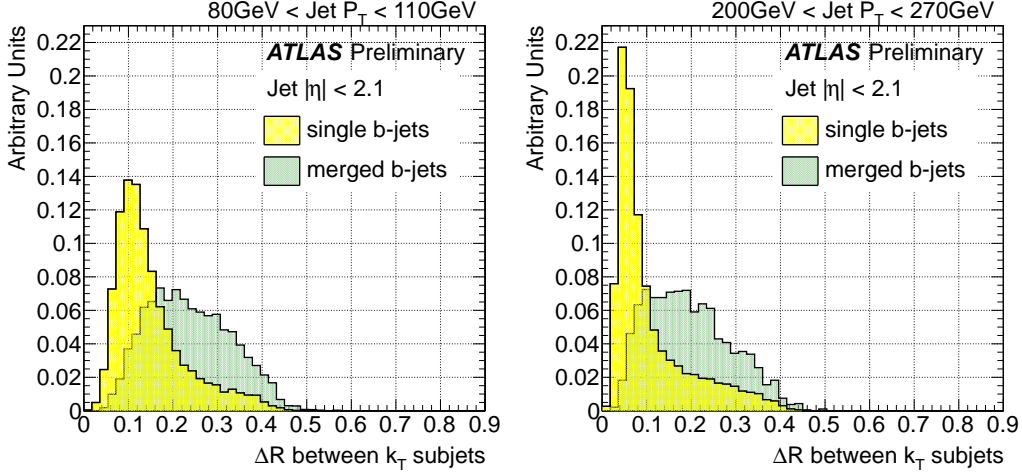 80GeV < Jet P_T < 110GeV
Arbitrary Units
0.22
0.2
0.18
0.16
0.14
0.12
0.1
0.08
0.06
0.04
0.02
0
ATLAS Preliminary
Jet |η| < 2.1
single b-jets
merged b-jets
0 0.1 0.2 0.3 0.4 0.5 0.6 0.7 0.8 0.9
ΔR between k_T subjets
200GeV < Jet P_T < 270GeV
Arbitrary Units
0.22
0.2
0.18
0.16
0.14
0.12
0.1
0.08
0.06
0.04
0.02
0
ATLAS Preliminary
Jet |η| < 2.1
single b-jets
merged b-jets
0 0.1 0.2 0.3 0.4 0.5 0.6 0.7 0.8 0.9
ΔR between k_T subjets